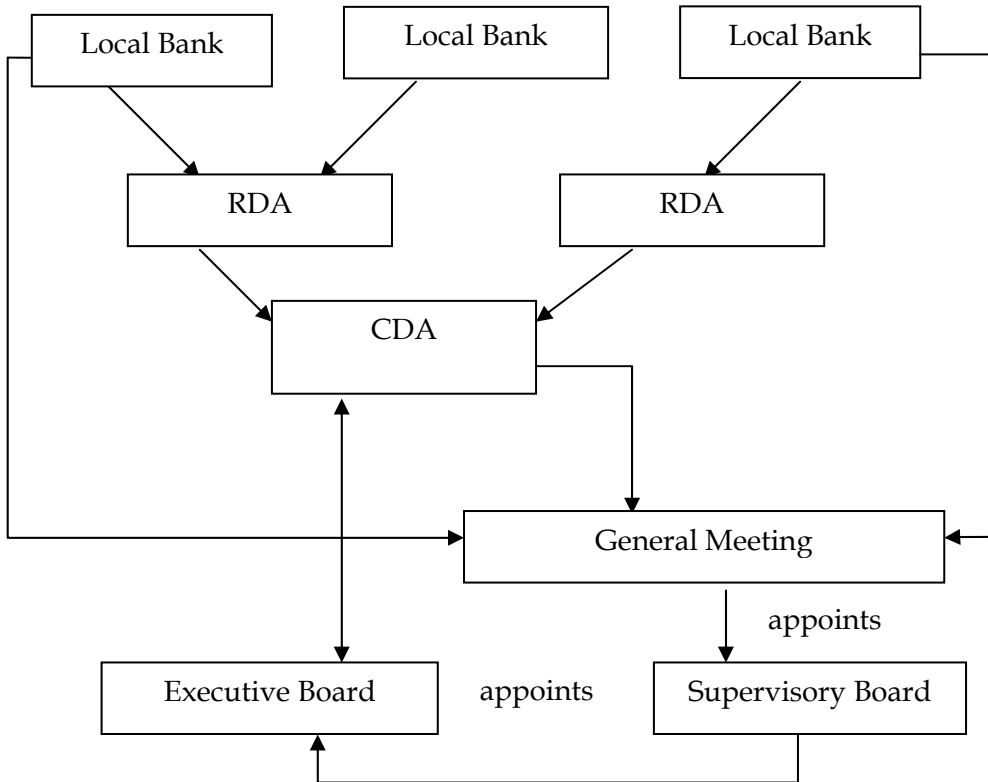 Local Bank
Local Bank
Local Bank
RDA
RDA
CDA
General Meeting
appoints
Executive Board
appoints
Supervisory Board